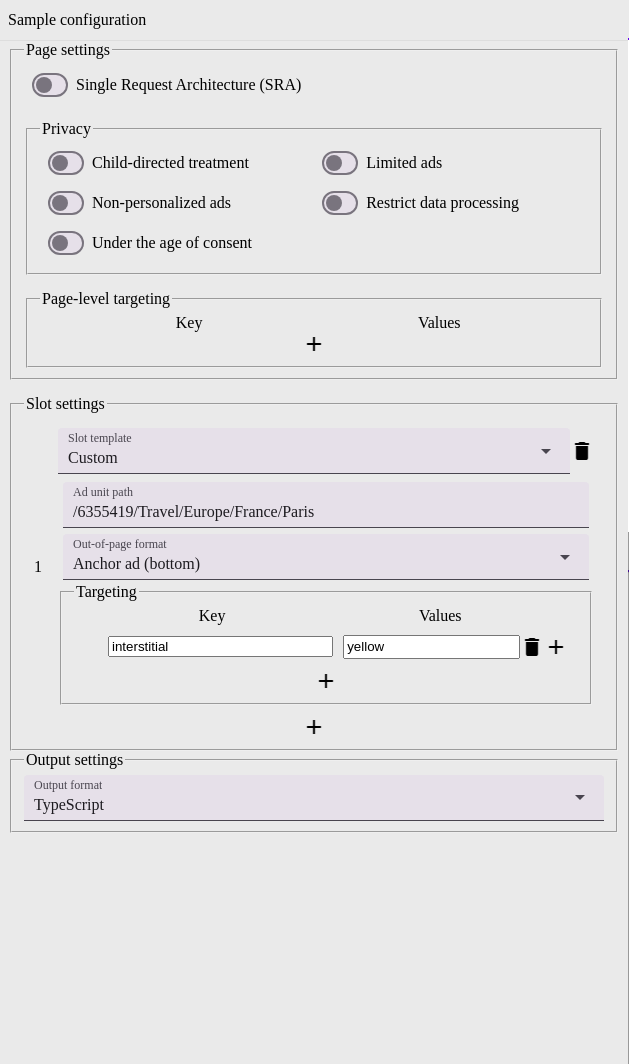 Sample configuration
Page settings
Single Request Architecture (SRA)
Privacy
Child-directed treatment
Limited ads
Non-personalized ads
Restrict data processing
Under the age of consent
Page-level targeting
Key Values
+
Slot settings
Slot template
Custom
Ad unit path
/6355419/Travel/Europe/France/Paris
1
Out-of-page format
Anchor ad (bottom)
Targeting
Key Values
interstitial yellow +
+
+
Output settings
Output format
TypeScript